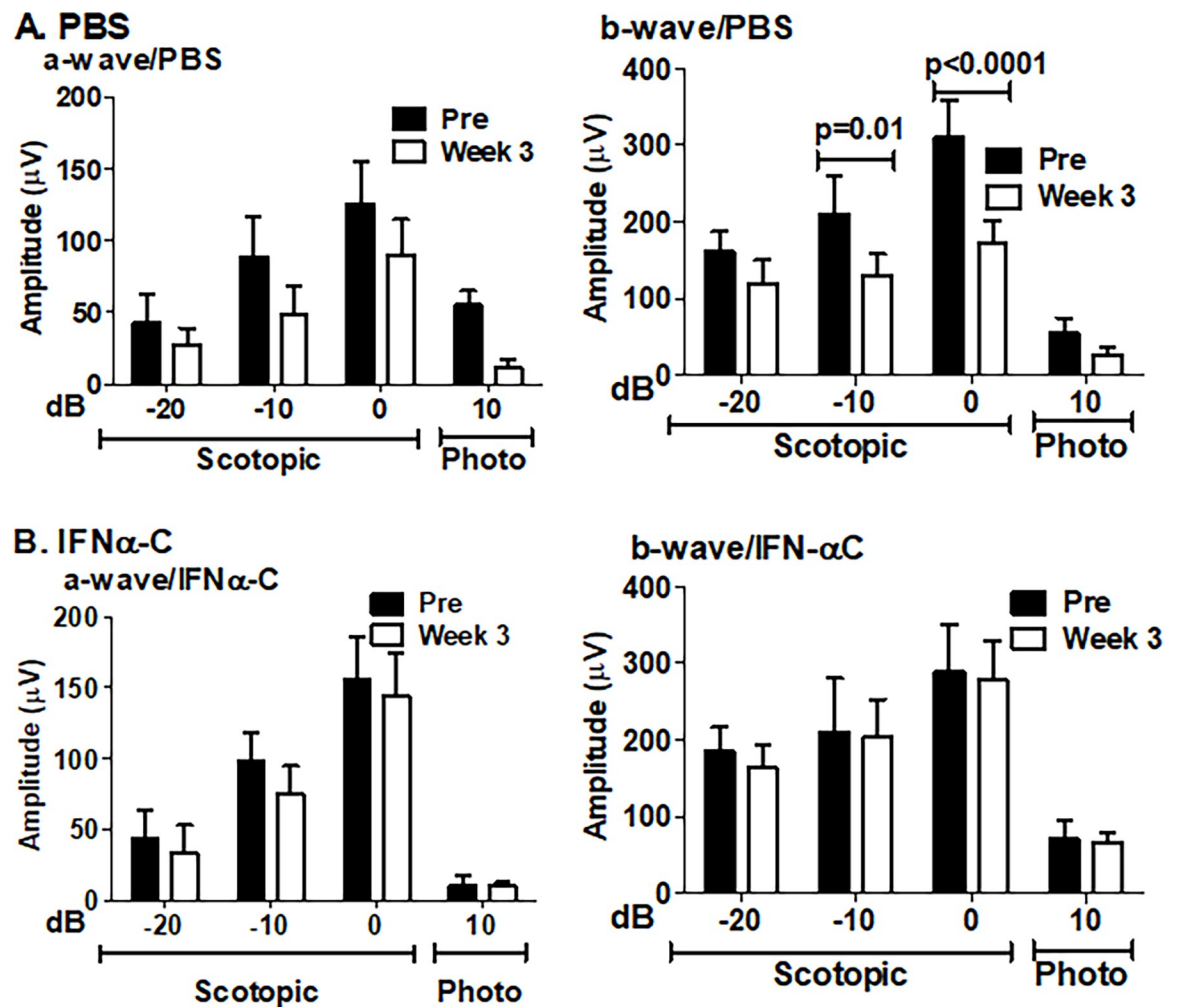 A. PBS
a-wave/PBS
200
150
100
50
0
Amplitude (µV)
Pre
Week 3
dB -20 -10 0 10
Scotopic Photo
b-wave/PBS
400
300
200
100
0
Amplitude (µV)
p<0.0001
p=0.01
Pre
Week 3
dB -20 -10 0 10
Scotopic Photo
B. IFNα-C
a-wave/IFNα-C
200
150
100
50
0
Amplitude (µV)
Pre
Week 3
dB -20 -10 0 10
Scotopic Photo
b-wave/IFN-αC
400
300
200
100
0
Amplitude (µV)
Pre
Week 3
dB -20 -10 0 10
Scotopic Photo